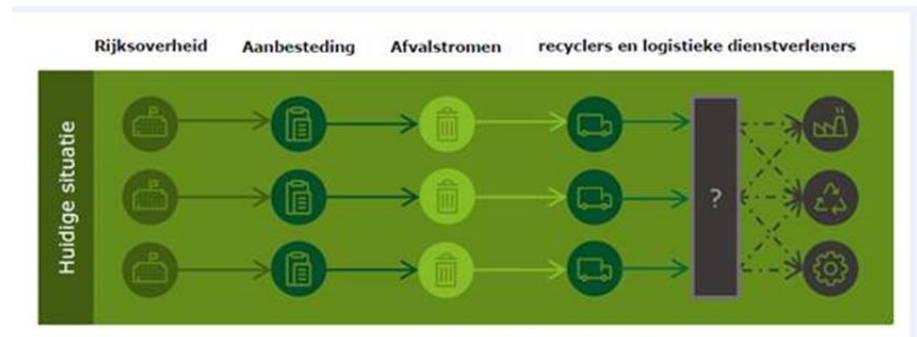 Rijksoverheid Aanbesteding Afvalstromen recyclers en logistieke dienstverleners
Huidige situatie
?